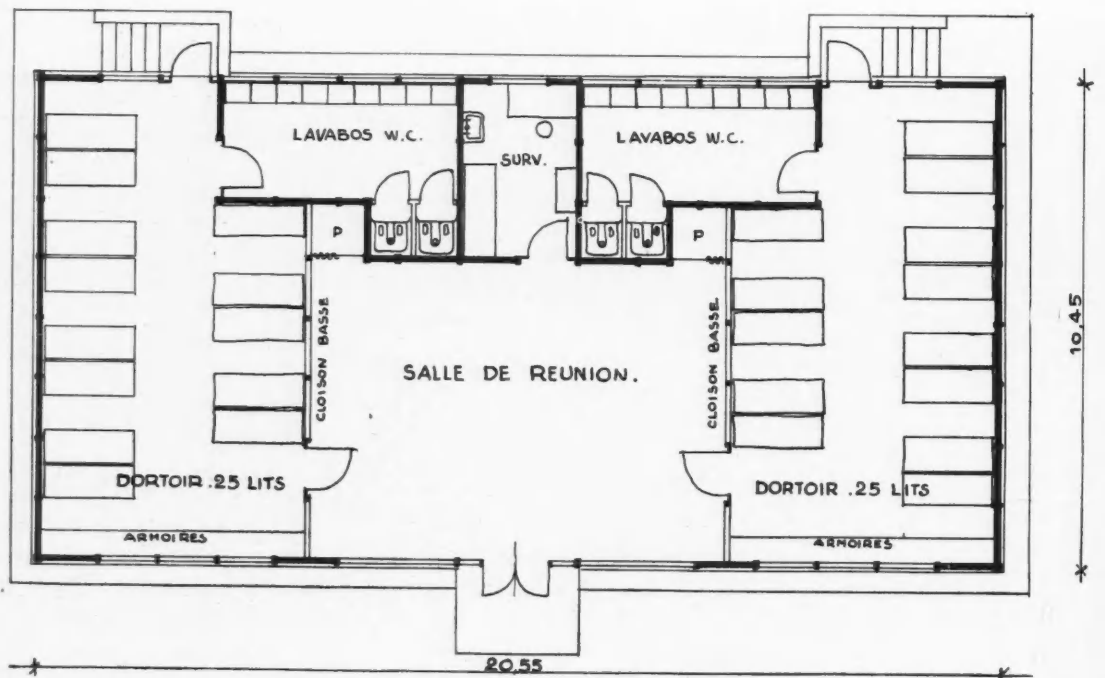 LAVABOS W.C.
SURV.
LAVABOS W.C.
P
P
CLOISON BASSE
SALLE DE REUNION.
CLOISON BASSE
10,45
DORTOIR .25 LITS
DORTOIR .25 LITS
ARMOIRES
ARMOIRES
20,55